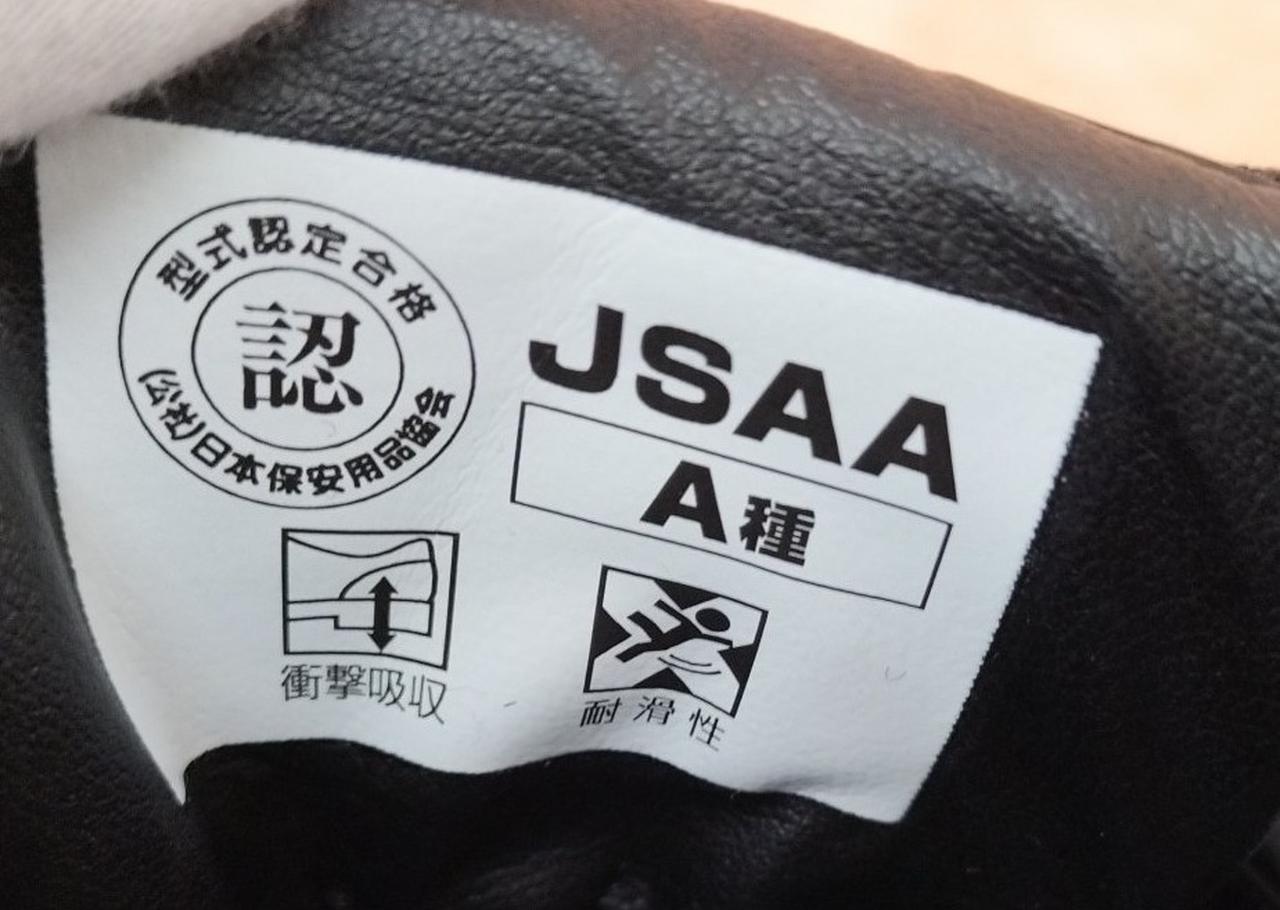 型式認定合格
認
(公社)日本保安用品協会
JSAA
A種
衝撃吸収
耐滑性